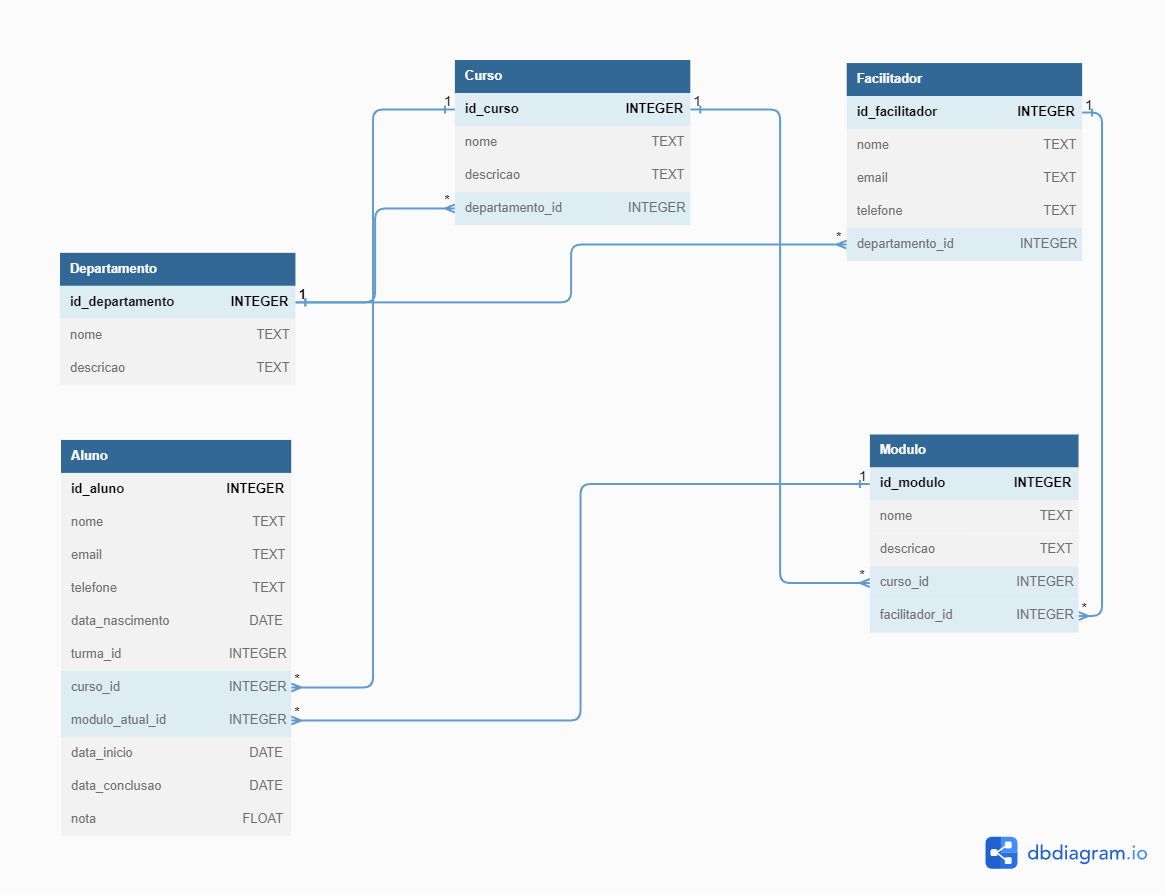 Curso
1 id_curso INTEGER 1
nome TEXT
descricao TEXT
* departamento_id INTEGER
Facilitador
id_facilitador INTEGER 1
nome TEXT
email TEXT
telefone TEXT
* departamento_id INTEGER
Departamento
id_departamento INTEGER 1
nome TEXT
descricao TEXT
Aluno
id_aluno INTEGER
nome TEXT
email TEXT
telefone TEXT
data_nascimento DATE
turma_id INTEGER
curso_id INTEGER *
modulo_atual_id INTEGER *
data_inicio DATE
data_conclusao DATE
nota FLOAT
Modulo
1 id_modulo INTEGER
nome TEXT
descricao TEXT
* curso_id INTEGER
facilitador_id INTEGER *
dbdiagram.io